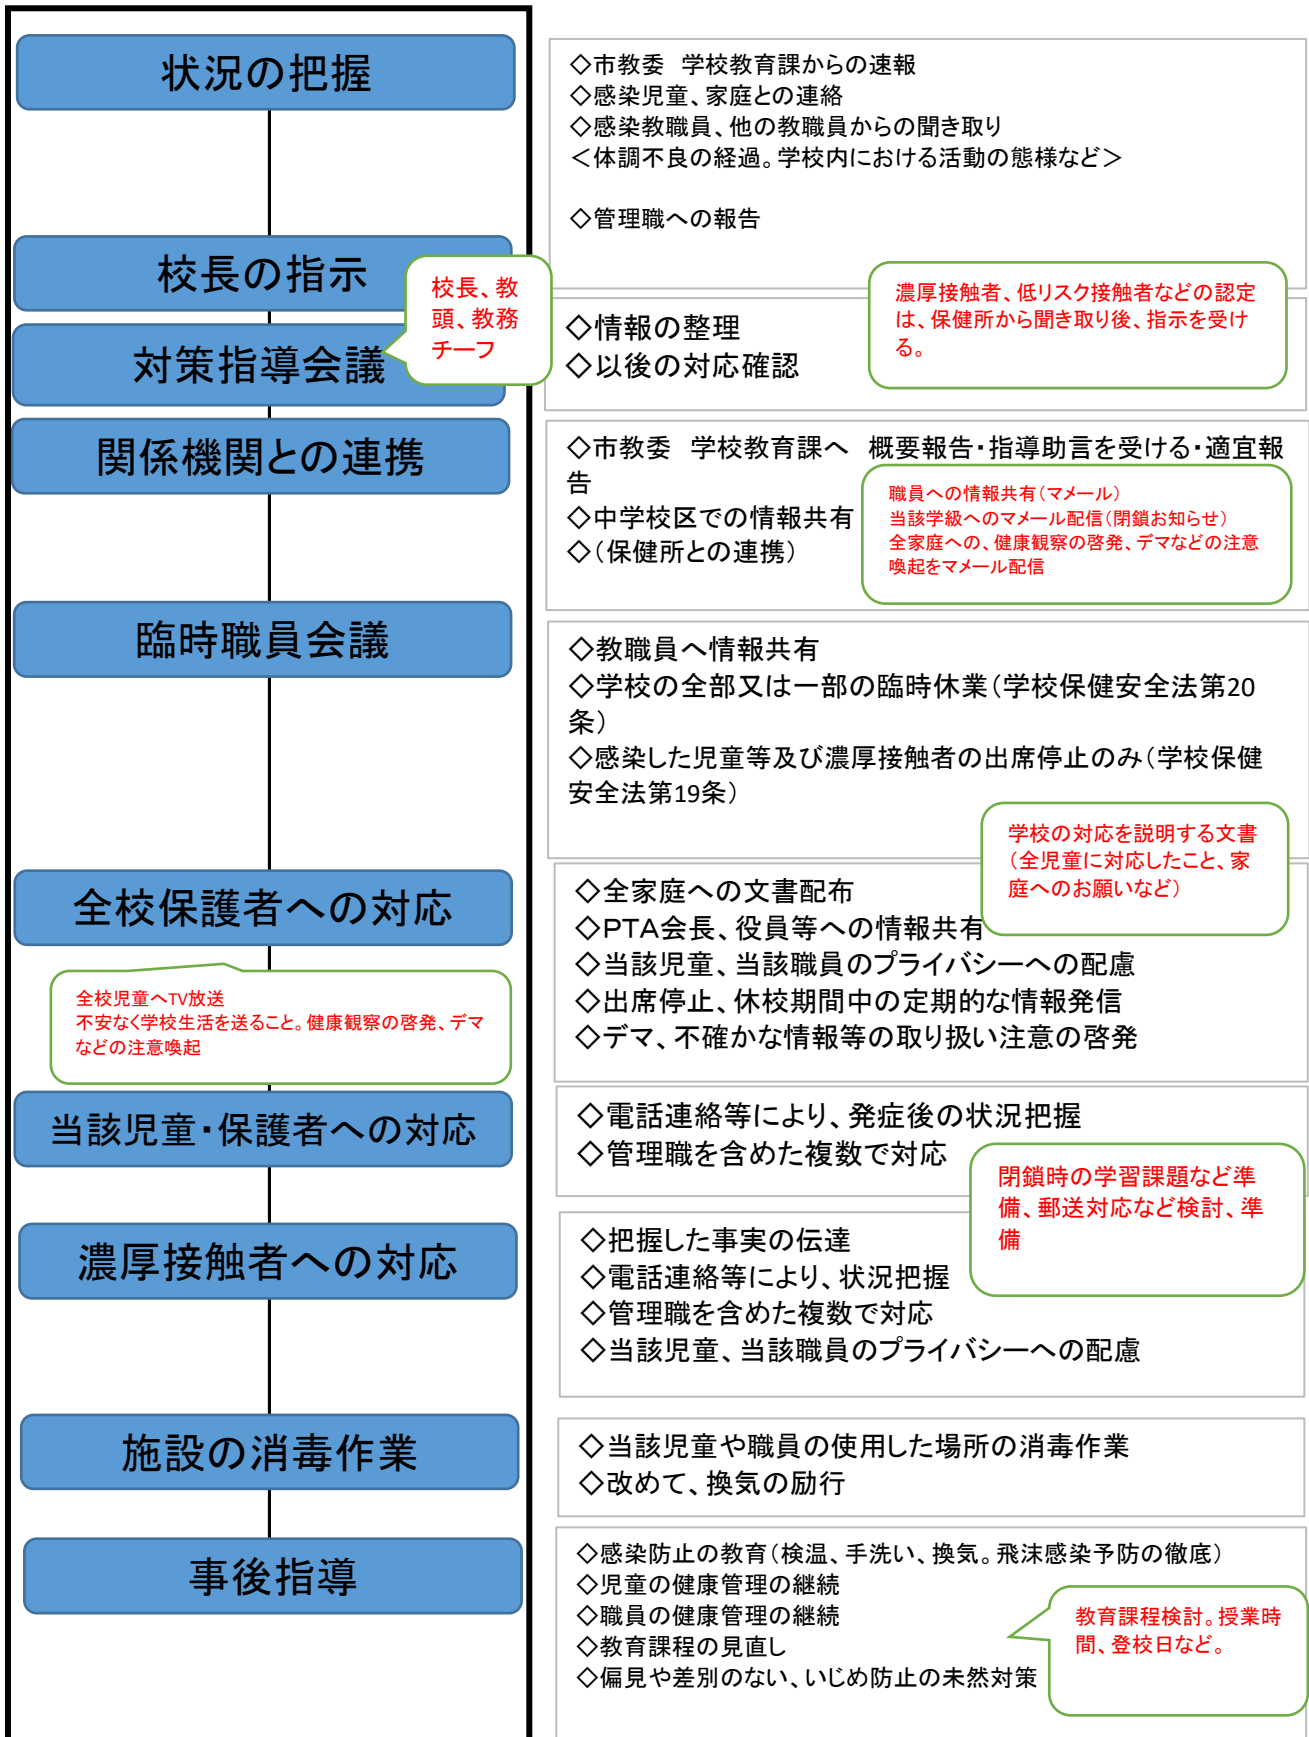 状況の把握
◇市教委　学校教育課からの速報
◇感染児童、家庭との連絡
◇感染教職員、他の教職員からの聞き取り
＜体調不良の経過。学校内における活動の態様など＞
◇管理職への報告
校長の指示
校長、教
頭、教務
チーフ
対策指導会議
◇情報の整理
◇以後の対応確認
濃厚接触者、低リスク接触者などの認定
は、保健所から聞き取り後、指示を受け
る。
関係機関との連携
◇市教委　学校教育課へ　概要報告・指導助言を受ける・適宜報
告
◇中学校区での情報共有
◇（保健所との連携）
職員への情報共有（マメール）
当該学級へのマメール配信（閉鎖お知らせ）
全家庭への、健康観察の啓発、デマなどの注意
喚起をマメール配信
臨時職員会議
◇教職員へ情報共有
◇学校の全部又は一部の臨時休業（学校保健安全法第20
条）
◇感染した児童等及び濃厚接触者の出席停止のみ（学校保健
安全法第19条）
学校の対応を説明する文書
（全児童に対応したこと、家
庭へのお願いなど）
全校保護者への対応
◇全家庭への文書配布
◇PTA会長、役員等への情報共有
◇当該児童、当該職員のプライバシーへの配慮
◇出席停止、休校期間中の定期的な情報発信
◇デマ、不確かな情報等の取り扱い注意の啓発
全校児童へTV放送
不安なく学校生活を送ること。健康観察の啓発、デマ
などの注意喚起
当該児童・保護者への対応
◇電話連絡等により、発症後の状況把握
◇管理職を含めた複数で対応
閉鎖時の学習課題など準
備、郵送対応など検討、準
備
濃厚接触者への対応
◇把握した事実の伝達
◇電話連絡等により、状況把握
◇管理職を含めた複数で対応
◇当該児童、当該職員のプライバシーへの配慮
施設の消毒作業
◇当該児童や職員の使用した場所の消毒作業
◇改めて、換気の励行
事後指導
◇感染防止の教育（検温、手洗い、換気。飛沫感染予防の徹底）
◇児童の健康管理の継続
◇職員の健康管理の継続
◇教育課程の見直し
◇偏見や差別のない、いじめ防止の未然対策
教育課程検討。授業時
間、登校日など。